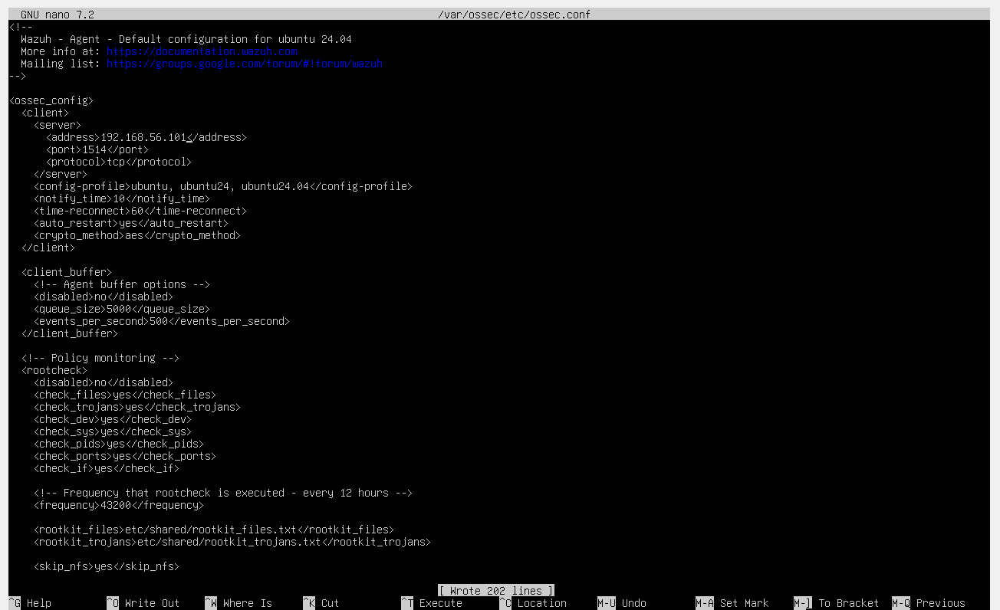 GNU nano 7.2 /var/ossec/etc/ossec.conf
<!--
  Wazuh - Agent - Default configuration for ubuntu 24.04
  More info at: https://documentation.wazuh.com
  Mailing list: https://groups.google.com/forum/#!forum/wazuh
-->
<ossec_config>
  <client>
    <server>
      <address>192.168.56.101</address>
      <port>1514</port>
      <protocol>tcp</protocol>
    </server>
    <config-profile>ubuntu, ubuntu24, ubuntu24.04</config-profile>
    <notify_time>10</notify_time>
    <time-reconnect>60</time-reconnect>
    <auto_restart>yes</auto_restart>
    <crypto_method>aes</crypto_method>
  </client>
  <client_buffer>
    <!-- Agent buffer options -->
    <disabled>no</disabled>
    <queue_size>5000</queue_size>
    <events_per_second>500</events_per_second>
  </client_buffer>
  <!-- Policy monitoring -->
  <rootcheck>
    <disabled>no</disabled>
    <check_files>yes</check_files>
    <check_trojans>yes</check_trojans>
    <check_dev>yes</check_dev>
    <check_sys>yes</check_sys>
    <check_pids>yes</check_pids>
    <check_ports>yes</check_ports>
    <check_if>yes</check_if>
    <!-- Frequency that rootcheck is executed - every 12 hours -->
    <frequency>43200</frequency>
    <rootkit_files>etc/shared/rootkit_files.txt</rootkit_files>
    <rootkit_trojans>etc/shared/rootkit_trojans.txt</rootkit_trojans>
    <skip_nfs>yes</skip_nfs>
[ Wrote 202 lines ]
^G Help ^O Write Out ^W Where Is ^K Cut ^T Execute ^C Location M-U Undo M-A Set Mark M-] To Bracket M-Q Previous